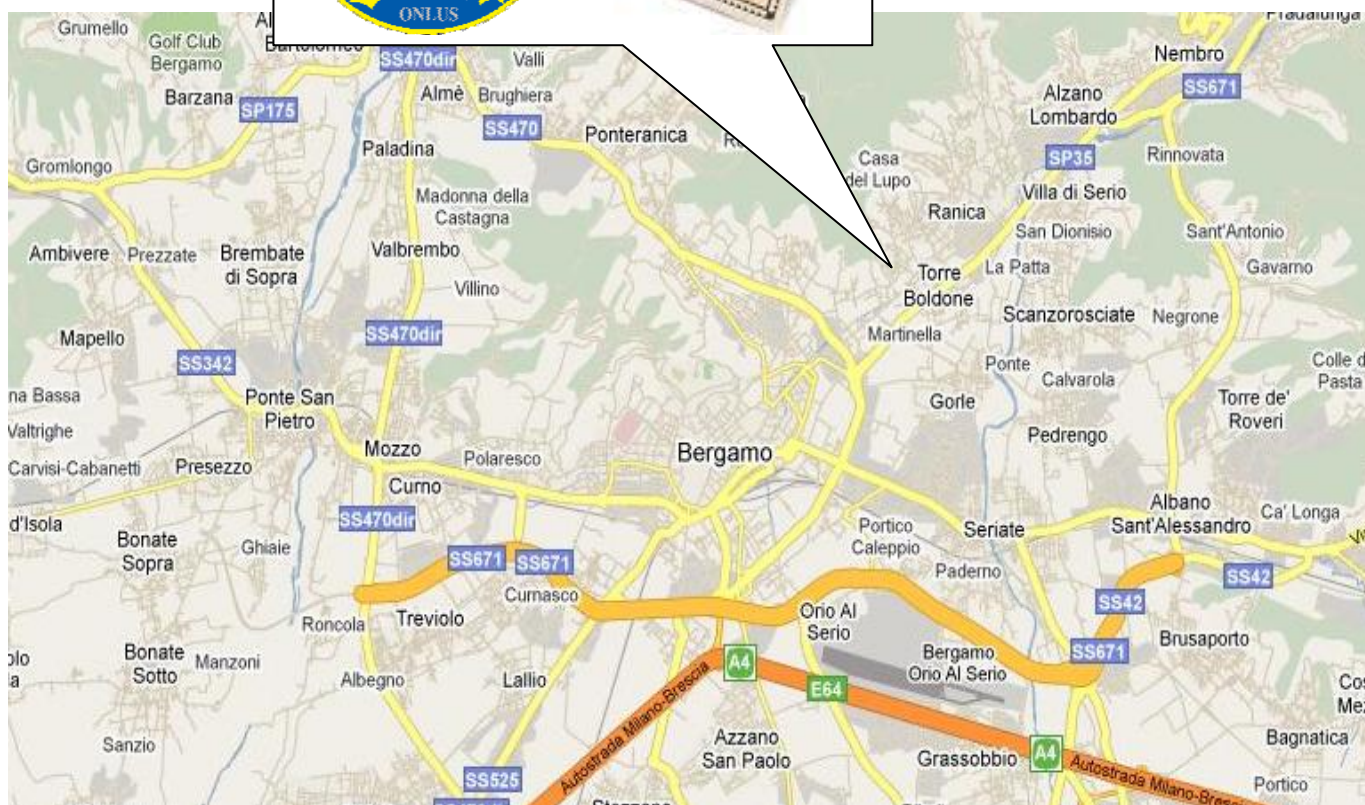 ONLUS
Grumello
Golf Club
Bergamo
SS470dir
Valli
Nembro
Barzana
SP175
Almè
Brughiera
SS470
Ponteranica
Alzano
Lombardo
SS671
Paladina
SP35
Rinnovata
Gromlongo
Casa
del Lupo
Villa di Serio
Madonna della
Castagna
Ranica
San Dionisio
Sant'Antonio
Ambivere
Prezzate
Brembate
di Sopra
Valbrembo
Torre
Boldone
La Patta
Gavarno
Villino
Mapello
SS470dir
Martinella
Scanzorosciate
Negrone
SS342
Ponte
Colle d
Pasta
na Bassa
Ponte San
Pietro
Calvarola
Gorle
Torre de'
Roveri
Valtrighe
Mozzo
Polaresco
Bergamo
Pedrengo
Carvisi-Cabanetti
Presezzo
Curno
Albano
Sant'Alessandro
Ca' Longa
d'Isola
SS470dir
Portico
Caleppio
Seriate
Bonate
Sopra
Ghiaie
SS671
SS671
Paderno
SS42
Curnasco
SS42
Roncola
Treviolo
Orio Al
Serio
Brusaporto
Bonate
Sotto
Manzoni
Albegno
Lallio
A4
E64
Bergamo
Orio Al Serio
SS671
Autostrada Milano-Brescia
Sanzio
Azzano
San Paolo
Grassobbio
A4
Bagnatica
SS525
Autostrada Milano-Bresc
Portico